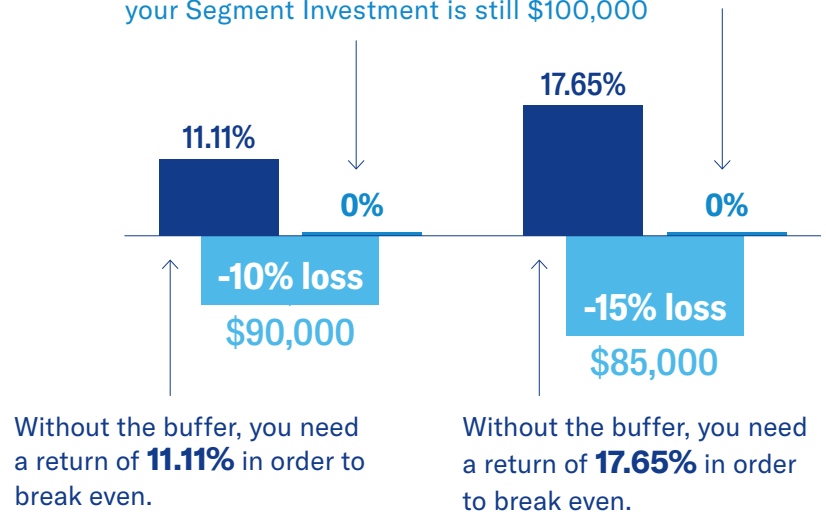 your Segment Investment is still $100,000
17.65%
11.11%
0%
0%
-10% loss
-15% loss
$90,000
$85,000
Without the buffer, you need
a return of 11.11% in order to
break even.
Without the buffer, you need
a return of 17.65% in order
to break even.